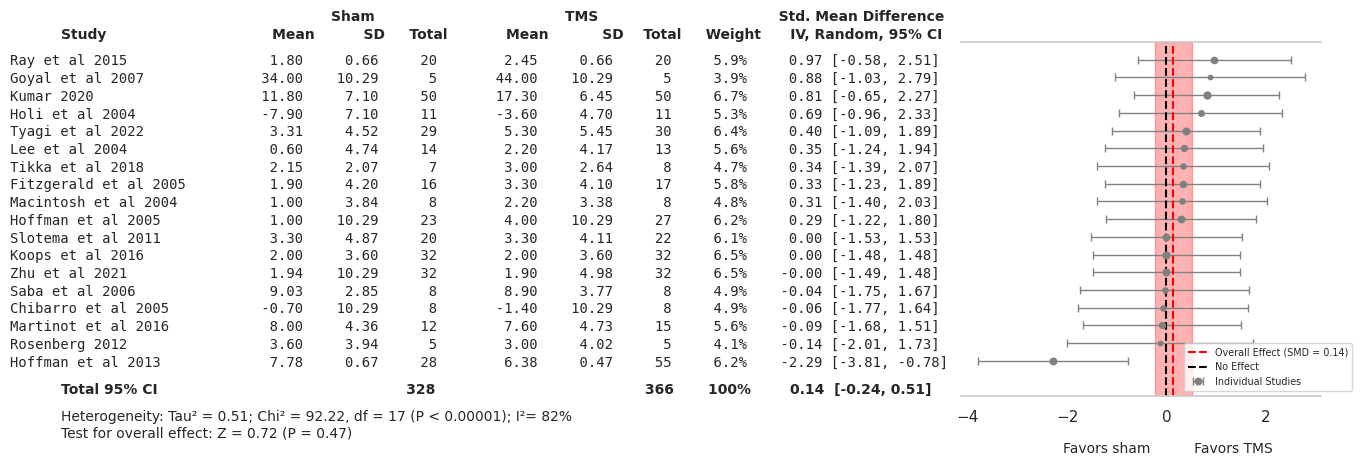 Sham TMS Std. Mean Difference
Study Mean SD Total Mean SD Total Weight IV, Random, 95% CI
Ray et al 2015 1.80 0.66 20 2.45 0.66 20 5.9% 0.97 [-0.58, 2.51]
Goyal et al 2007 34.00 10.29 5 44.00 10.29 5 3.9% 0.88 [-1.03, 2.79]
Kumar 2020 11.80 7.10 50 17.30 6.45 50 6.7% 0.81 [-0.65, 2.27]
Holi et al 2004 -7.90 7.10 11 -3.60 4.70 11 5.3% 0.69 [-0.96, 2.33]
Tyagi et al 2022 3.31 4.52 29 5.30 5.45 30 6.4% 0.40 [-1.09, 1.89]
Lee et al 2004 0.60 4.74 14 2.20 4.17 13 5.6% 0.35 [-1.24, 1.94]
Tikka et al 2018 2.15 2.07 7 3.00 2.64 8 4.7% 0.34 [-1.39, 2.07]
Fitzgerald et al 2005 1.90 4.20 16 3.30 4.10 17 5.8% 0.33 [-1.23, 1.89]
Macintosh et al 2004 1.00 3.84 8 2.20 3.38 8 4.8% 0.31 [-1.40, 2.03]
Hoffman et al 2005 1.00 10.29 23 4.00 10.29 27 6.2% 0.29 [-1.22, 1.80]
Slotema et al 2011 3.30 4.87 20 3.30 4.11 22 6.1% 0.00 [-1.53, 1.53]
Koops et al 2016 2.00 3.60 32 2.00 3.60 32 6.5% 0.00 [-1.48, 1.48]
Zhu et al 2021 1.94 10.29 32 1.90 4.98 32 6.5% -0.00 [-1.49, 1.48]
Saba et al 2006 9.03 2.85 8 8.90 3.77 8 4.9% -0.04 [-1.75, 1.67]
Chibarro et al 2005 -0.70 10.29 8 -1.40 10.29 8 4.9% -0.06 [-1.77, 1.64]
Martinot et al 2016 8.00 4.36 12 7.60 4.73 15 5.6% -0.09 [-1.68, 1.51]
Rosenberg 2012 3.60 3.94 5 3.00 4.02 5 4.1% -0.14 [-2.01, 1.73]
Hoffman et al 2013 7.78 0.67 28 6.38 0.47 55 6.2% -2.29 [-3.81, -0.78]
Total 95% CI 328 366 100% 0.14 [-0.24, 0.51]
Heterogeneity: Tau² = 0.51; Chi² = 92.22, df = 17 (P < 0.00001); I²= 82%
Test for overall effect: Z = 0.72 (P = 0.47)
Overall Effect (SMD = 0.14)
No Effect
Individual Studies
−4 −2 0 2
Favors sham Favors TMS